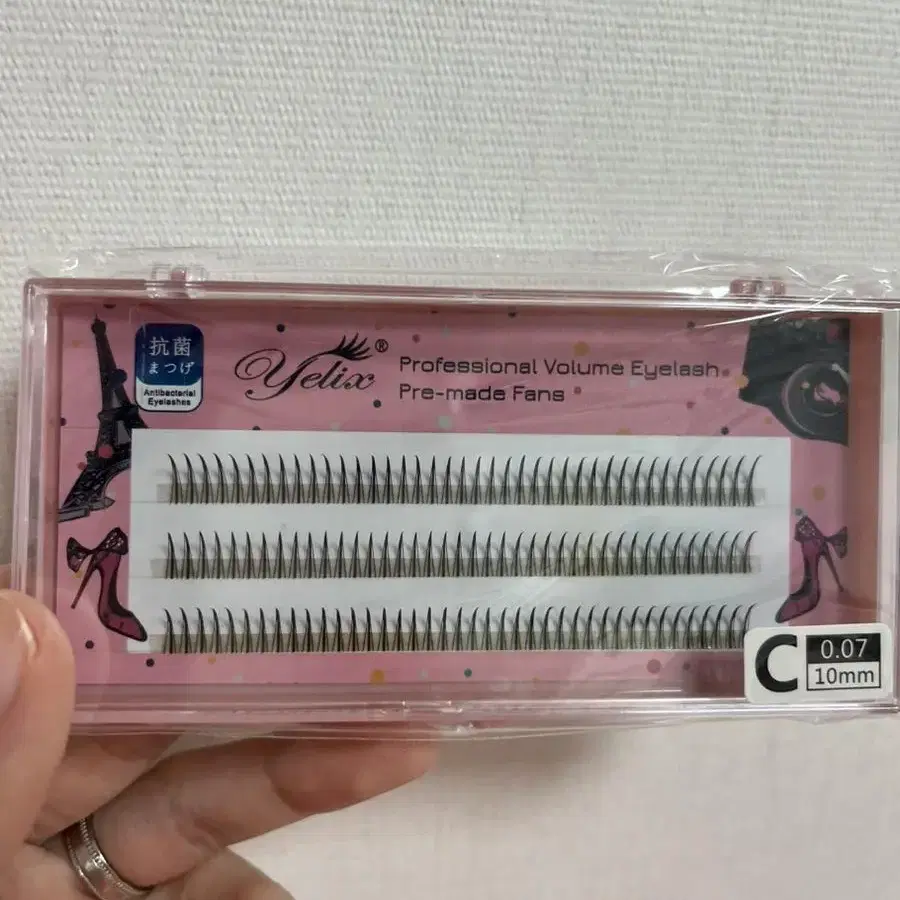 抗菌
まつげ
Antibacterial
Eyelashes
Yelix®
Professional Volume Eyelash
Pre-made Fans
C
0.07
10mm